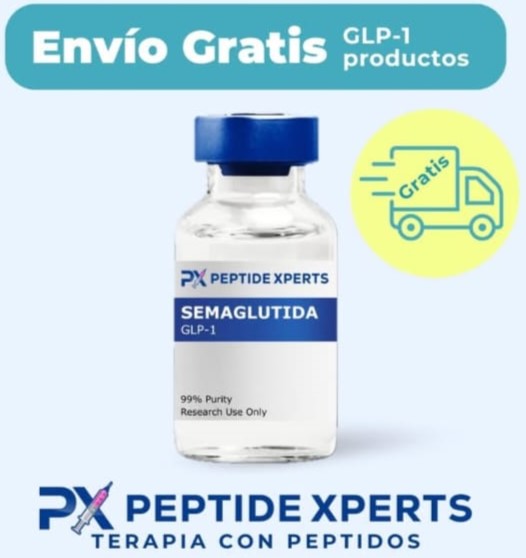 Envío Gratis
GLP-1
productos
Gratis
PX PEPTIDE XPERTS
SEMAGLUTIDA
GLP-1
99% Purity
Research Use Only
PX PEPTIDE XPERTS
TERAPIA CON PEPTIDOS